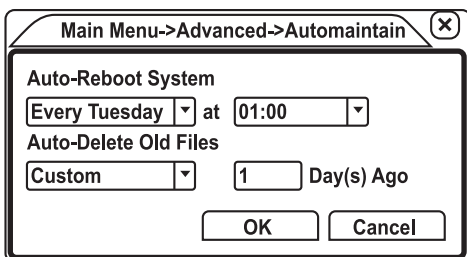 Main Menu->Advanced->Automaintain
Auto-Reboot System
Every Tuesday at 01:00
Auto-Delete Old Files
Custom 1 Day(s) Ago
OK Cancel